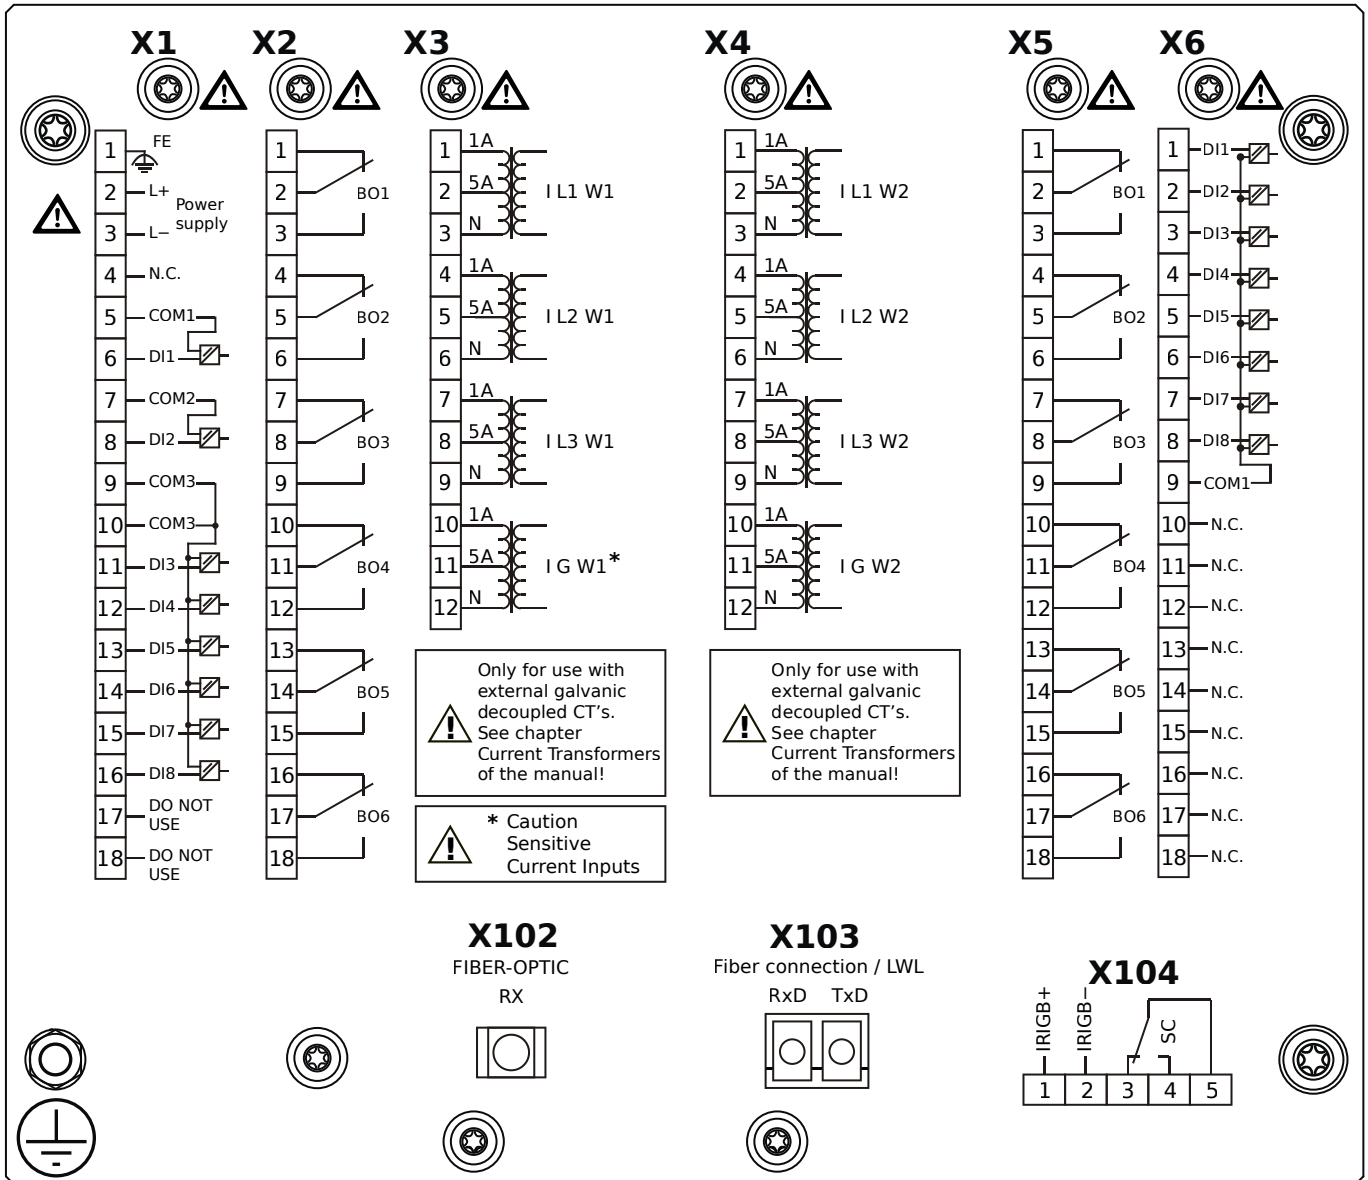 X1
X2
X3
X4
X5
X6
1 FE
2 L+
Power supply
3 L−
4 N.C.
5 COM1
6 DI1
7 COM2
8 DI2
9 COM3
10 COM3
11 DI3
12 DI4
13 DI5
14 DI6
15 DI7
16 DI8
17 DO NOT USE
18 DO NOT USE
1
2 BO1
3
4
5 BO2
6
7
8 BO3
9
10
11 BO4
12
13
14 BO5
15
16
17 BO6
18
1 1A
2 5A I L1 W1
3 N
4 1A
5 5A I L2 W1
6 N
7 1A
8 5A I L3 W1
9 N
10 1A
11 5A I G W1*
12 N
Only for use with
external galvanic
decoupled CT's.
See chapter
Current Transformers
of the manual!
* Caution
Sensitive
Current Inputs
1 1A
2 5A I L1 W2
3 N
4 1A
5 5A I L2 W2
6 N
7 1A
8 5A I L3 W2
9 N
10 1A
11 5A I G W2
12 N
Only for use with
external galvanic
decoupled CT's.
See chapter
Current Transformers
of the manual!
1
2 BO1
3
4
5 BO2
6
7
8 BO3
9
10
11 BO4
12
13
14 BO5
15
16
17 BO6
18
1 DI1
2 DI2
3 DI3
4 DI4
5 DI5
6 DI6
7 DI7
8 DI8
9 COM1
10 N.C.
11 N.C.
12 N.C.
13 N.C.
14 N.C.
15 N.C.
16 N.C.
17 N.C.
18 N.C.
X102
FIBER-OPTIC
RX
X103
Fiber connection / LWL
RxD TxD
X104
IRIGB+
IRIGB−
SC
1 2 3 4 5